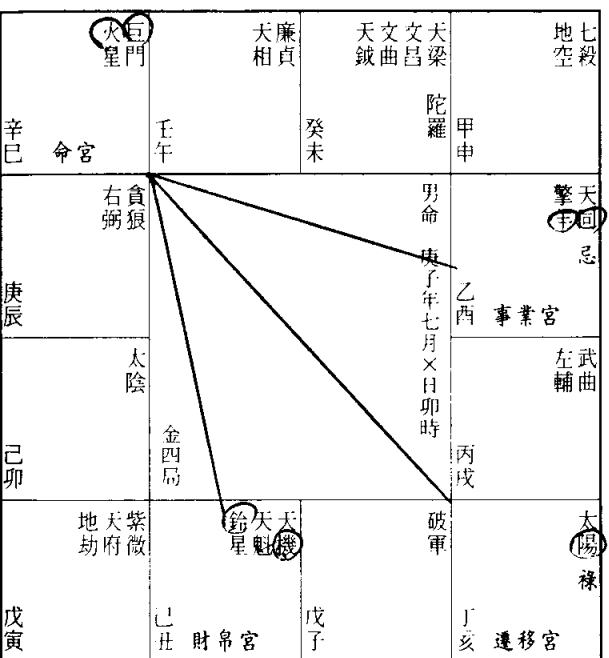 巨門
火星
辛巳
命宮
廉貞
天相
壬午
天梁
文昌
文曲
天鉞
陀羅
癸未
七殺
地空
甲申
貪狼
右弼
庚辰
男命 庚子年七月×日卯時
金四局
天同
擎羊
忌
乙酉
事業宮
太陰
己卯
武曲
左輔
丙戌
紫微
天府
地劫
戊寅
天機
天魁
鈴星
己丑
財帛宮
破軍
戊子
太陽
祿
丁亥
遷移宮